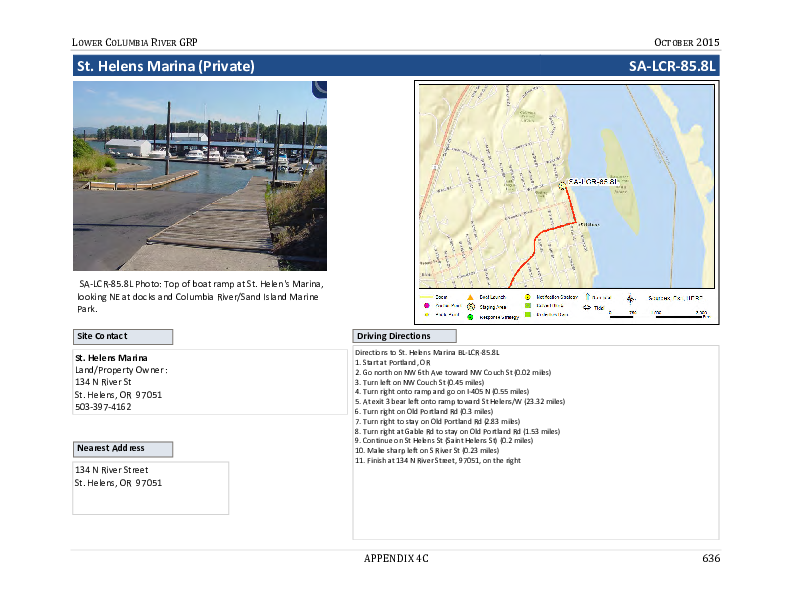 LOWER COLUMBIA RIVER GRP
OCTOBER 2015
St. Helens Marina (Private)
SA-LCR-85.8L
SA-LCR-85.8L
SA-LCR-85.8L Photo: Top of boat ramp at St. Helen's Marina,
looking NE at docks and Columbia River/Sand Island Marine
Park.
Boom
Boat Launch
Notification Strategy
Staging Area
Response Strategy
Tidal
Site Contact
St. Helens Marina
Land/Property Owner :
134 N River St
St. Helens, OR 97051
503-397-4162
Nearest Address
134 N River Street
St. Helens, OR 97051
Driving Directions
Directions to St. Helens Marina BL-LCR-85.8L
1. Start at Portland, OR
2. Go north on NW 6th Ave toward NW Couch St (0.02 miles)
3. Turn left on NW Couch St (0.45 miles)
4. Turn right onto ramp and go on I-405 N (0.55 miles)
5. At exit 3 bear left onto ramp toward St Helens/W (23.32 miles)
6. Turn right on Old Portland Rd (0.3 miles)
7. Turn right to stay on Old Portland Rd (2.83 miles)
8. Turn right at Gable Rd to stay on Old Portland Rd (1.53 miles)
9. Continue on St Helens St (Saint Helens St) (0.2 miles)
10. Make sharp left on S River St (0.23 miles)
11. Finish at 134 N River Street, 97051, on the right
APPENDIX 4C
636